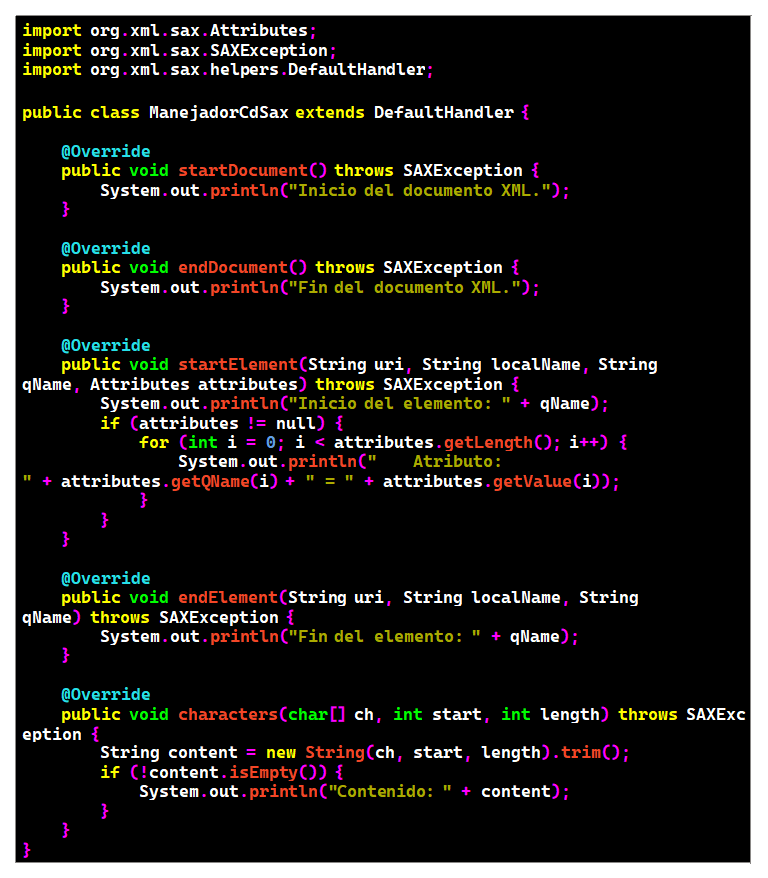 import org.xml.sax.Attributes;
import org.xml.sax.SAXException;
import org.xml.sax.helpers.DefaultHandler;

public class ManejadorCdSax extends DefaultHandler {

    @Override
    public void startDocument() throws SAXException {
        System.out.println("Inicio del documento XML.");
    }

    @Override
    public void endDocument() throws SAXException {
        System.out.println("Fin del documento XML.");
    }

    @Override
    public void startElement(String uri, String localName, String
qName, Attributes attributes) throws SAXException {
        System.out.println("Inicio del elemento: " + qName);
        if (attributes != null) {
            for (int i = 0; i < attributes.getLength(); i++) {
                System.out.println("    Atributo:
" + attributes.getQName(i) + " = " + attributes.getValue(i));
            }
        }
    }

    @Override
    public void endElement(String uri, String localName, String
qName) throws SAXException {
        System.out.println("Fin del elemento: " + qName);
    }

    @Override
    public void characters(char[] ch, int start, int length) throws SAXExc
eption {
        String content = new String(ch, start, length).trim();
        if (!content.isEmpty()) {
            System.out.println("Contenido: " + content);
        }
    }
}